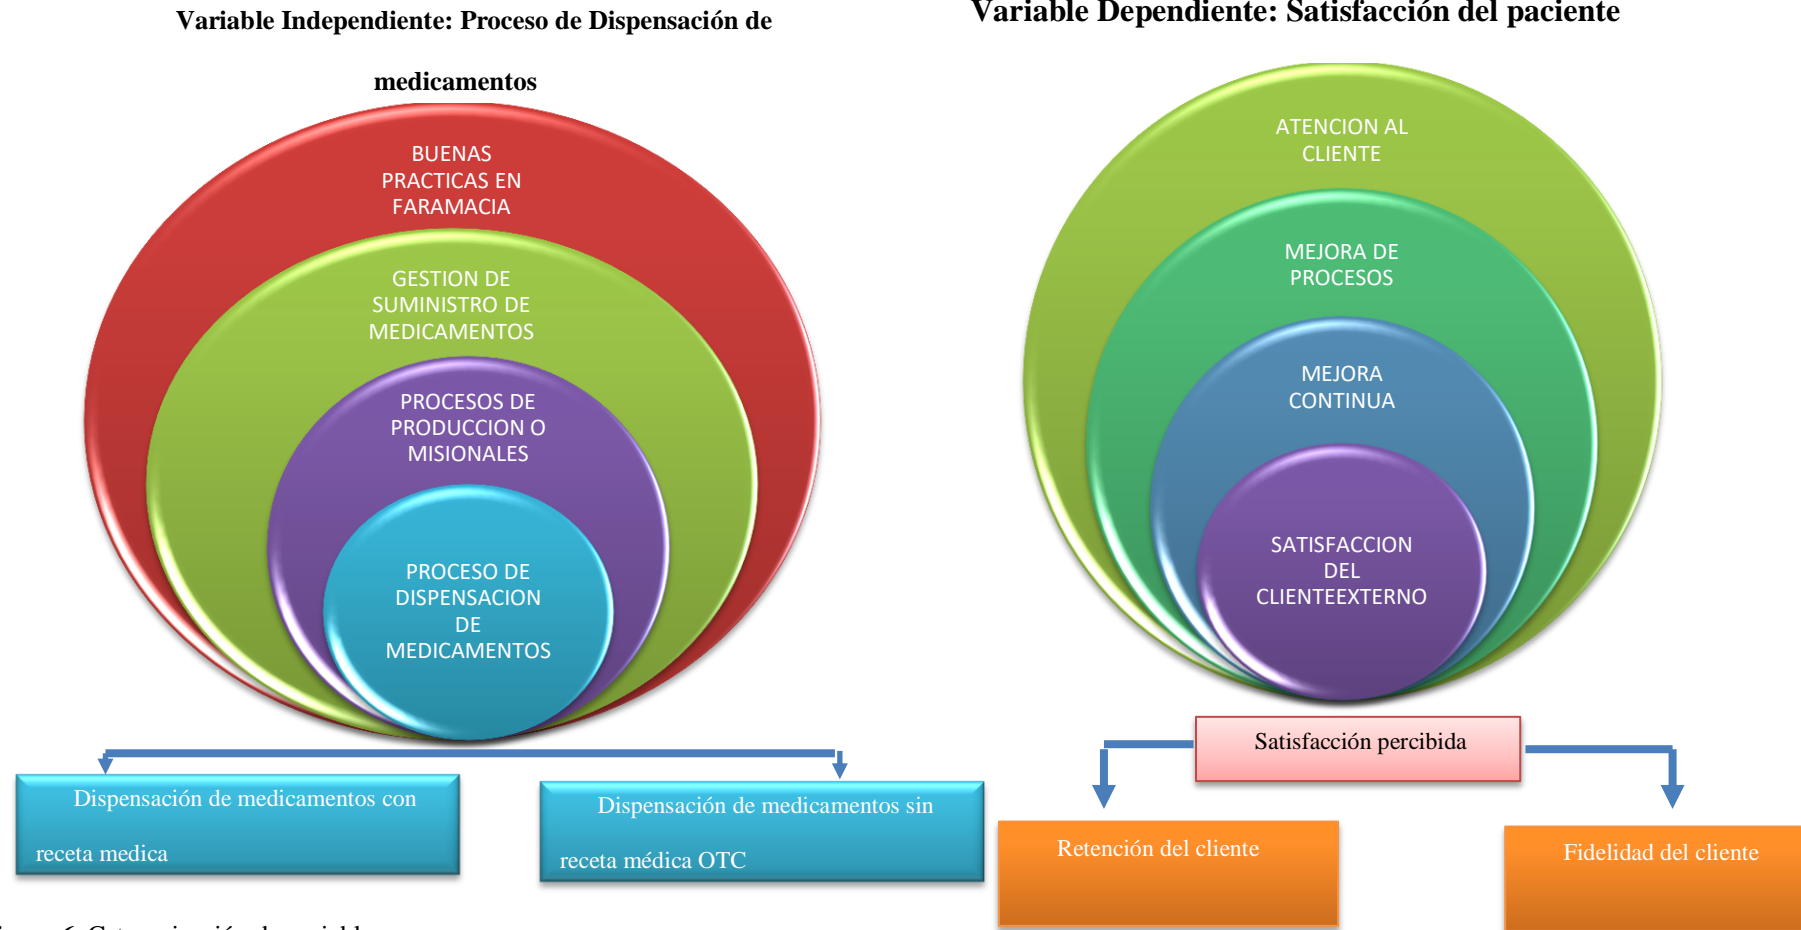 Variable Independiente: Proceso de Dispensación de
medicamentos
BUENAS
PRACTICAS EN
FARAMACIA
GESTION DE
SUMINISTRO DE
MEDICAMENTOS
PROCESOS DE
PRODUCCION O
MISIONALES
PROCESO DE
DISPENSACION
DE
MEDICAMENTOS
Dispensación de medicamentos con
receta medica
Dispensación de medicamentos sin
receta médica OTC
Variable Dependiente: Satisfacción del paciente
ATENCION AL
CLIENTE
MEJORA DE
PROCESOS
MEJORA
CONTINUA
SATISFACCION
DEL
CLIENTEEXTERNO
Satisfacción percibida
Retención del cliente
Fidelidad del cliente